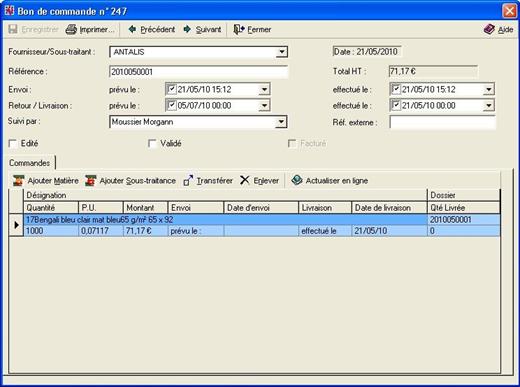 Bon de commande n° 247
Enregistrer Imprimer... Précédent Suivant Fermer Aide
Fournisseur/Sous-traitant : ANTALIS Date : 21/05/2010
Référence : 2010050001 Total HT : 71,17 €
Envoi : prévu le : 21/05/10 15:12 effectué le : 21/05/10 15:12
Retour / Livraison : prévu le : 05/07/10 00:00 effectué le : 21/05/10 00:00
Suivi par : Moussier Morgann Réf. externe :
Edité Validé Facturé
Commandes
Ajouter Matière Ajouter Sous-traitance Transférer Enlever Actualiser en ligne
Désignation Dossier
Quantité P.U. Montant Envoi Date d'envoi Livraison Date de livraison Qté Livrée
17Bengali bleu clair mat bleu65 g/m² 65 x 92 2010050001
1000 0,07117 71,17 € prévu le : effectué le 21/05/10 0